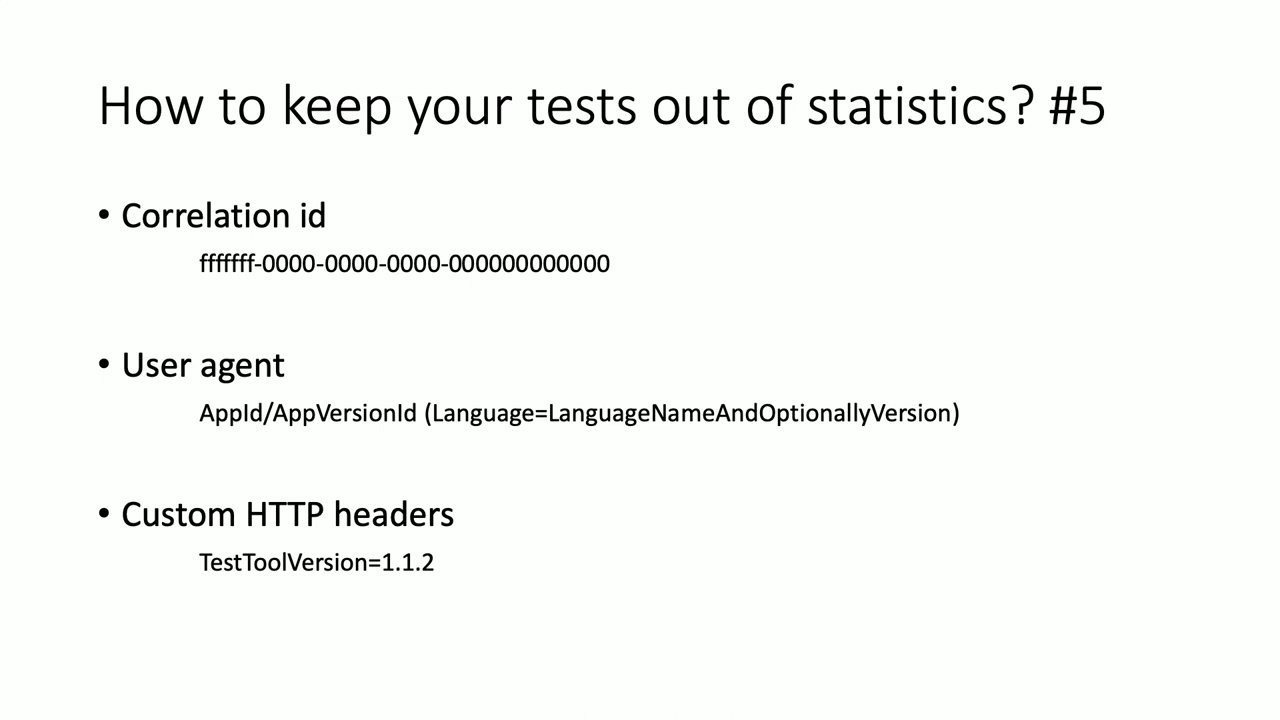 How to keep your tests out of statistics? #5
• Correlation id
fffffff-0000-0000-0000-000000000000
• User agent
AppId/AppVersionId (Language=LanguageNameAndOptionallyVersion)
• Custom HTTP headers
TestToolVersion=1.1.2